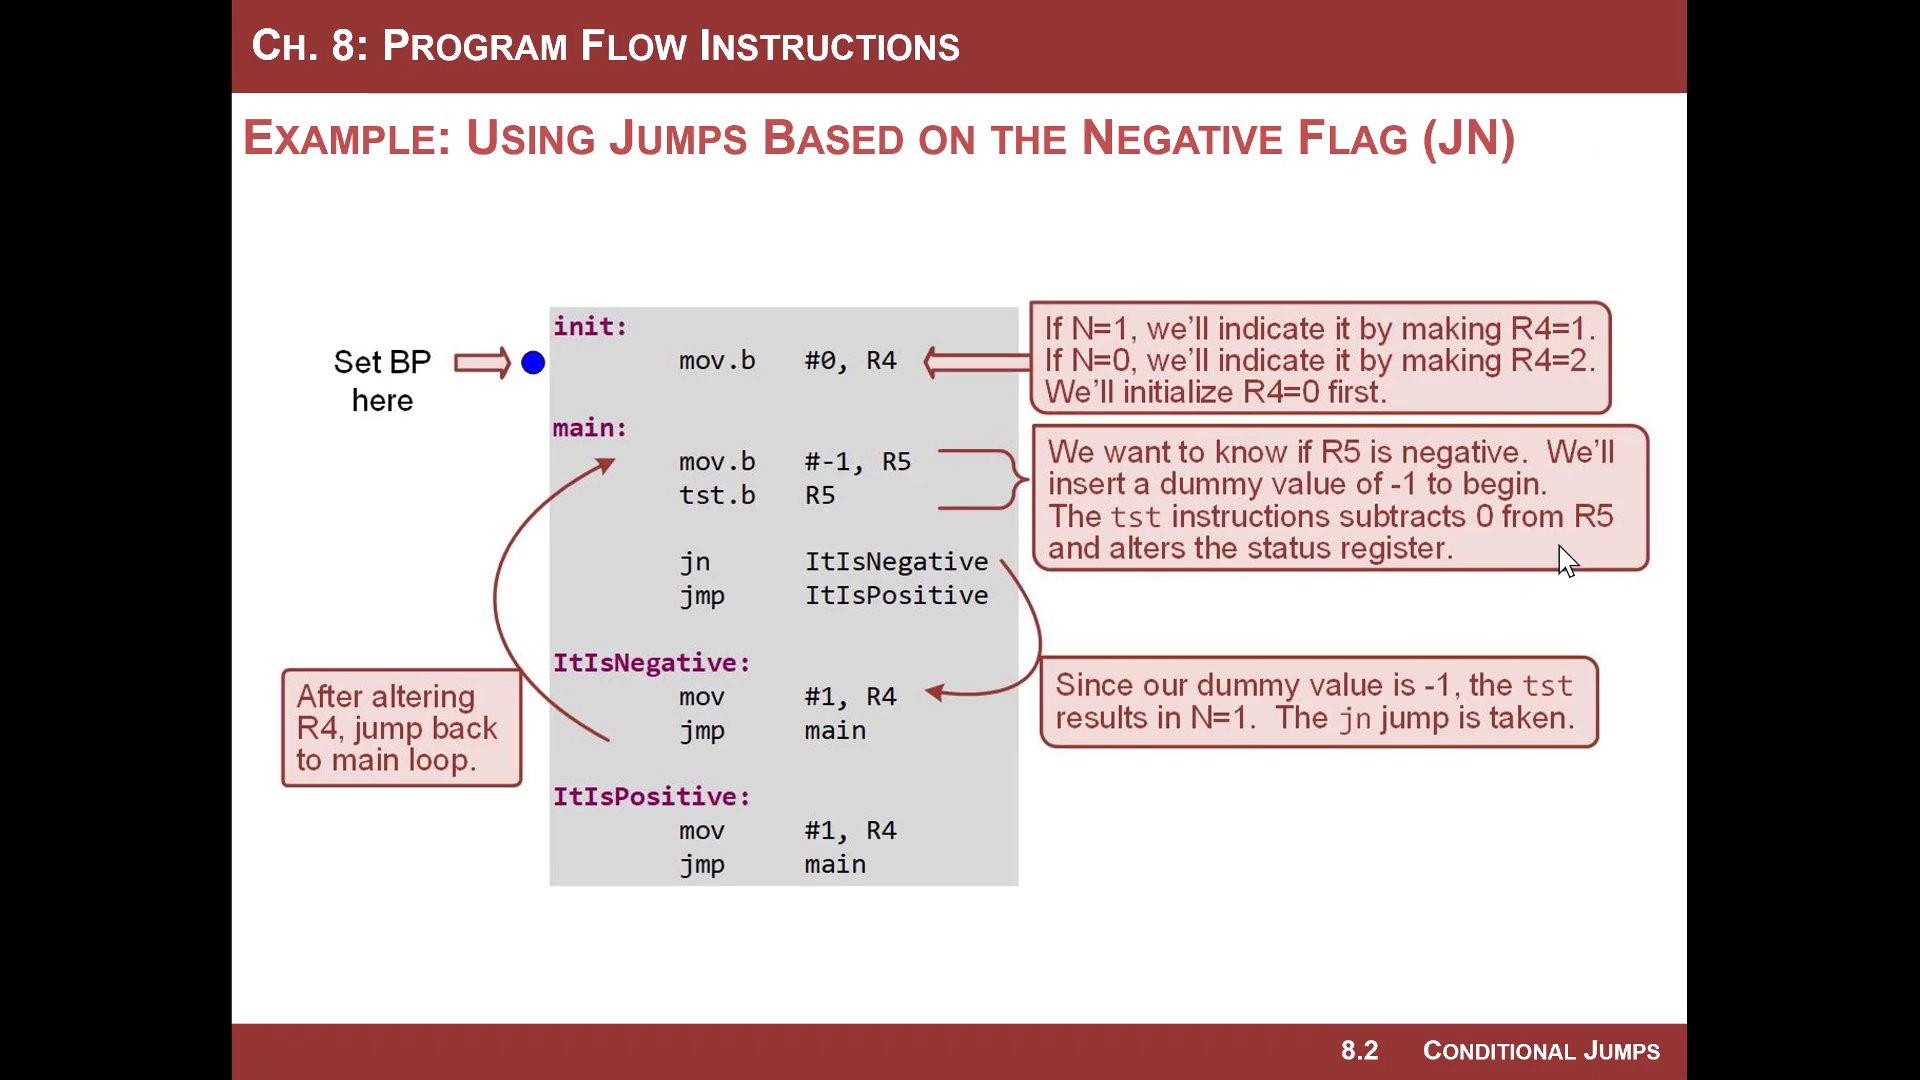 CH. 8: PROGRAM FLOW INSTRUCTIONS
EXAMPLE: USING JUMPS BASED ON THE NEGATIVE FLAG (JN)
Set BP
here
init:
mov.b #0, R4
If N=1, we’ll indicate it by making R4=1.
If N=0, we’ll indicate it by making R4=2.
We’ll initialize R4=0 first.
main:
mov.b #-1, R5
tst.b R5
We want to know if R5 is negative. We’ll
insert a dummy value of -1 to begin.
The tst instructions subtracts 0 from R5
and alters the status register.
jn ItIsNegative
jmp ItIsPositive
ItIsNegative:
mov #1, R4
jmp main
Since our dummy value is -1, the tst
results in N=1. The jn jump is taken.
After altering
R4, jump back
to main loop.
ItIsPositive:
mov #1, R4
jmp main
8.2 CONDITIONAL JUMPS